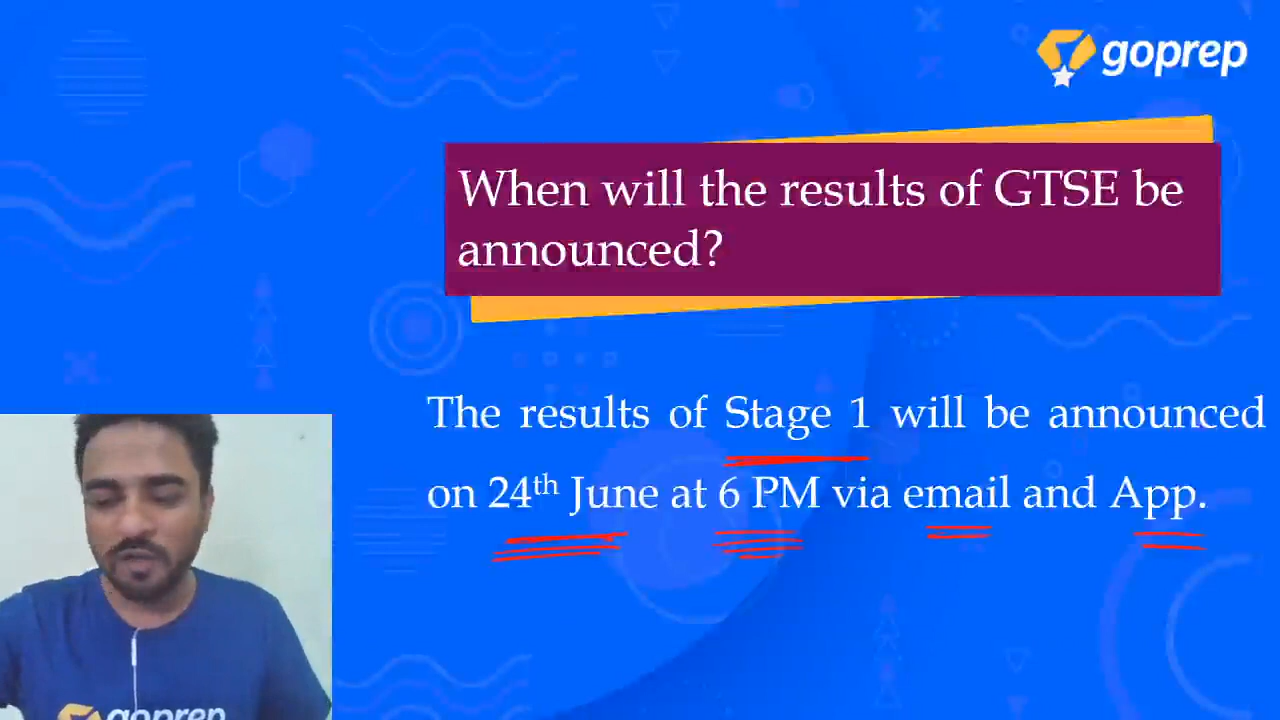 goprep
When will the results of GTSE be
announced?
The results of Stage 1 will be announced
on 24th June at 6 PM via email and App.
goprep